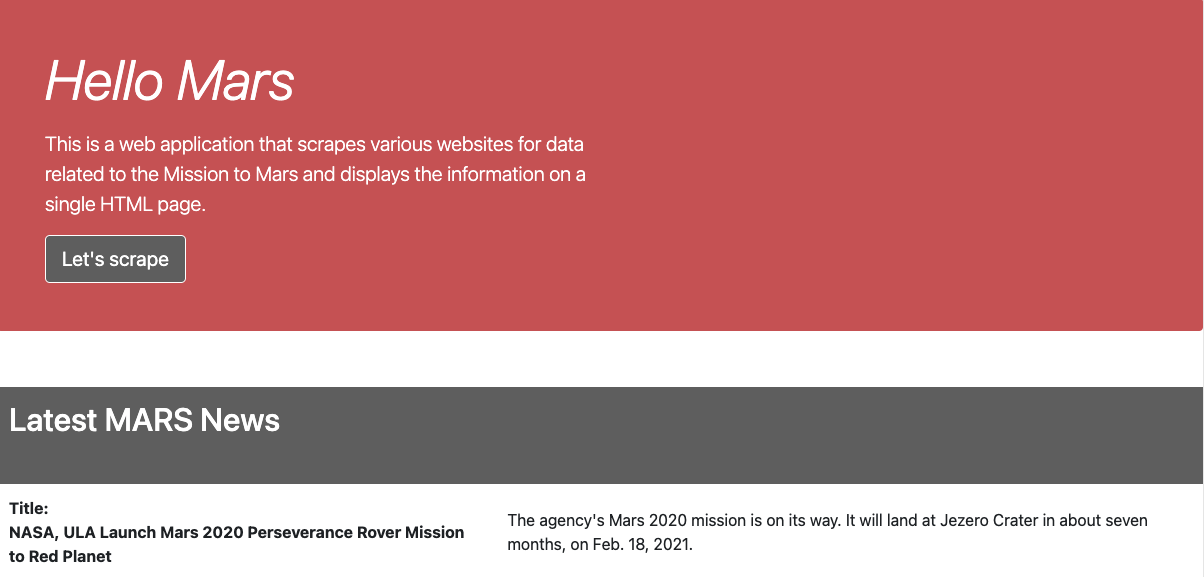 Hello Mars
This is a web application that scrapes various websites for data
related to the Mission to Mars and displays the information on a
single HTML page.
Let's scrape
Latest MARS News
Title:
NASA, ULA Launch Mars 2020 Perseverance Rover Mission
to Red Planet
The agency's Mars 2020 mission is on its way. It will land at Jezero Crater in about seven
months, on Feb. 18, 2021.